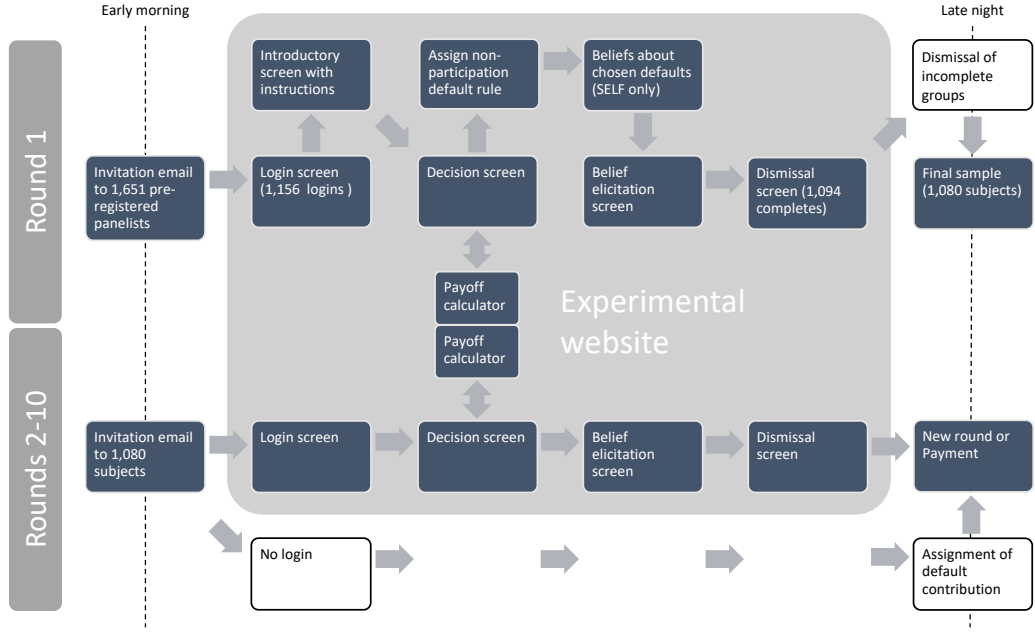 Early morning
Late night
Round 1
Introductory
screen with
instructions
Assign non-
participation
default rule
Beliefs about
chosen defaults
(SELF only)
Dismissal of
incomplete
groups
Invitation email
to 1,651 pre-
registered
panelists
Login screen
(1,156 logins )
Decision screen
Belief
elicitation
screen
Dismissal
screen (1,094
completes)
Final sample
(1,080 subjects)
Payoff
calculator
Experimental
website
Rounds 2-10
Payoff
calculator
Invitation email
to 1,080
subjects
Login screen
Decision screen
Belief
elicitation
screen
Dismissal
screen
New round or
Payment
No login
Assignment of
default
contribution